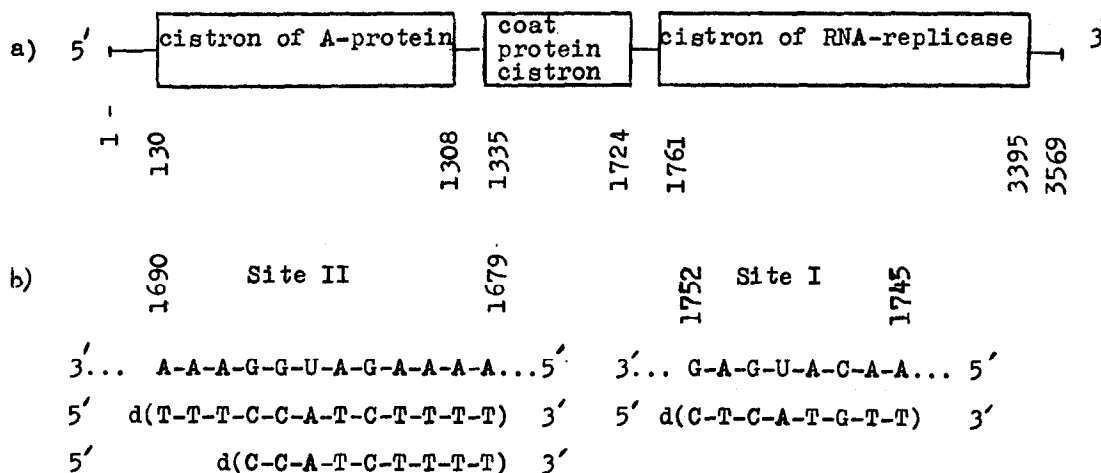 a) 5′ cistron of A-protein coat protein cistron cistron of RNA-replicase 3
1 130 1308 1335 1724 1761 3395 3569
b) 1690 Site II 1679 1752 Site I 1745
3′... A-A-A-G-G-U-A-G-A-A-A-A...5′ 3′... G-A-G-U-A-C-A-A... 5′
5′ d(T-T-T-C-C-A-T-C-T-T-T-T) 3′ 5′ d(C-T-C-A-T-G-T-T) 3′
5′ d(C-C-A-T-C-T-T-T-T) 3′